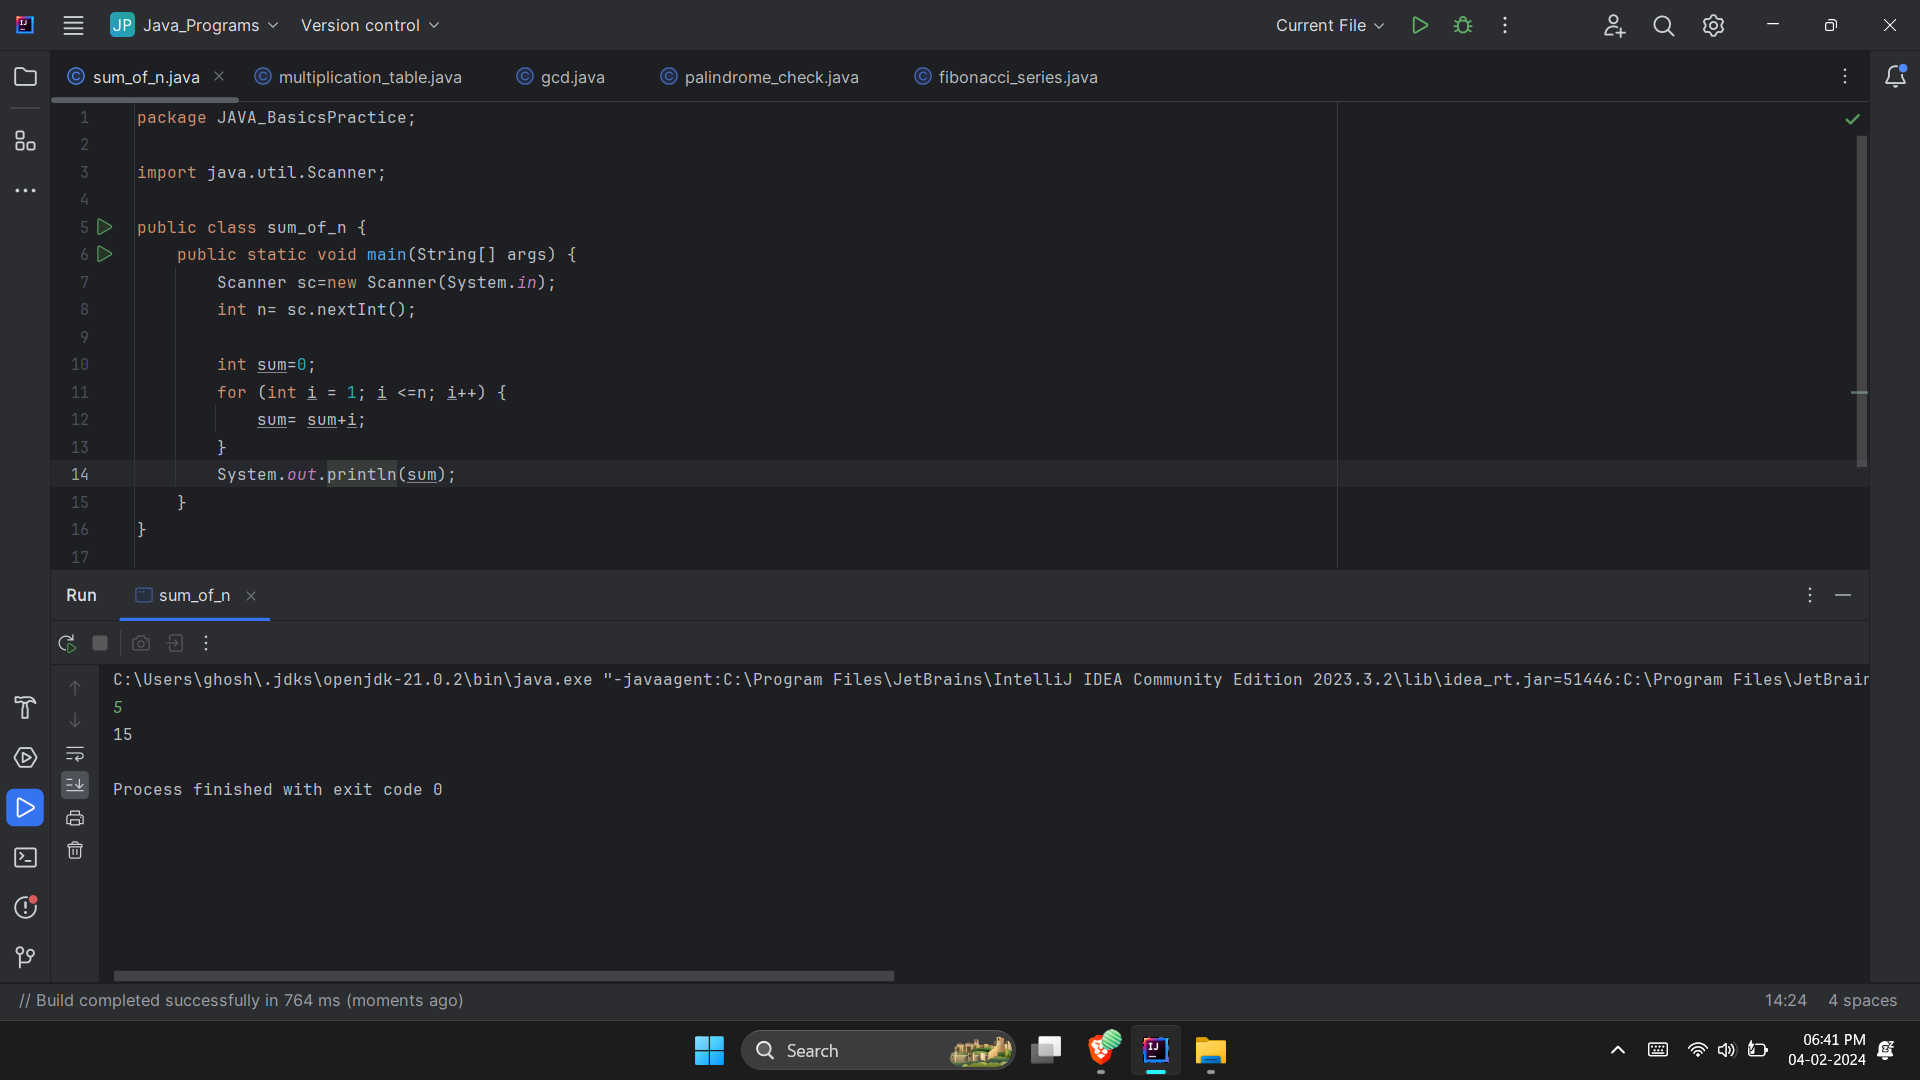 JP Java_Programs Version control Current File
sum_of_n.java multiplication_table.java gcd.java palindrome_check.java fibonacci_series.java
1 package JAVA_BasicsPractice;
2
3 import java.util.Scanner;
4
5 public class sum_of_n {
6 public static void main(String[] args) {
7 Scanner sc=new Scanner(System.in);
8 int n= sc.nextInt();
9
10 int sum=0;
11 for (int i = 1; i <=n; i++) {
12 sum= sum+i;
13 }
14 System.out.println(sum);
15 }
16 }
17
Run sum_of_n
C:\Users\ghosh\.jdks\openjdk-21.0.2\bin\java.exe "-javaagent:C:\Program Files\JetBrains\IntelliJ IDEA Community Edition 2023.3.2\lib\idea_rt.jar=51446:C:\Program Files\JetBrain
5
15
Process finished with exit code 0
// Build completed successfully in 764 ms (moments ago) 14:24 4 spaces
Search
06:41 PM
04-02-2024